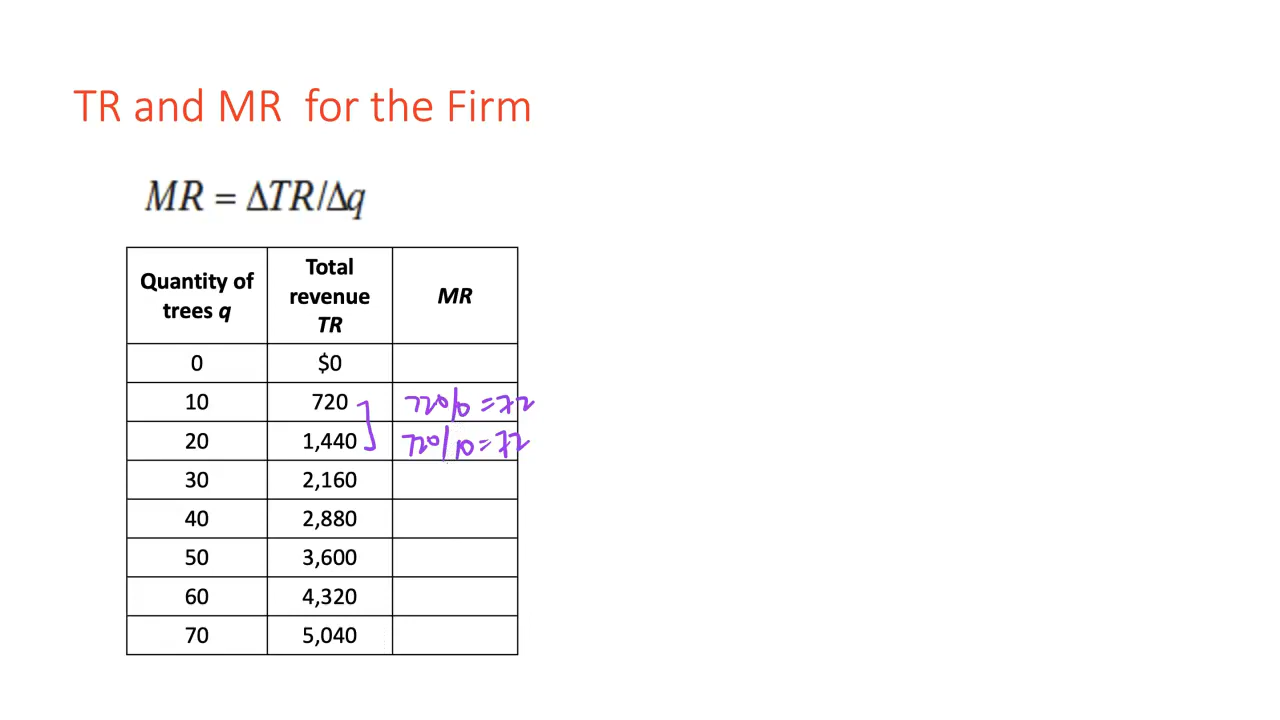 TR and MR for the Firm
MR = ΔTR/Δq
Quantity of trees q Total revenue TR MR
0 $0
10 720 720/10 =72
20 1,440 720/10=72
30 2,160
40 2,880
50 3,600
60 4,320
70 5,040